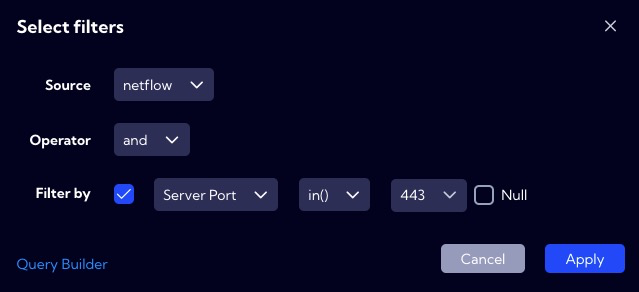 Select filters
Source netflow
Operator and
Filter by Server Port in() 443 Null
Query Builder Cancel Apply